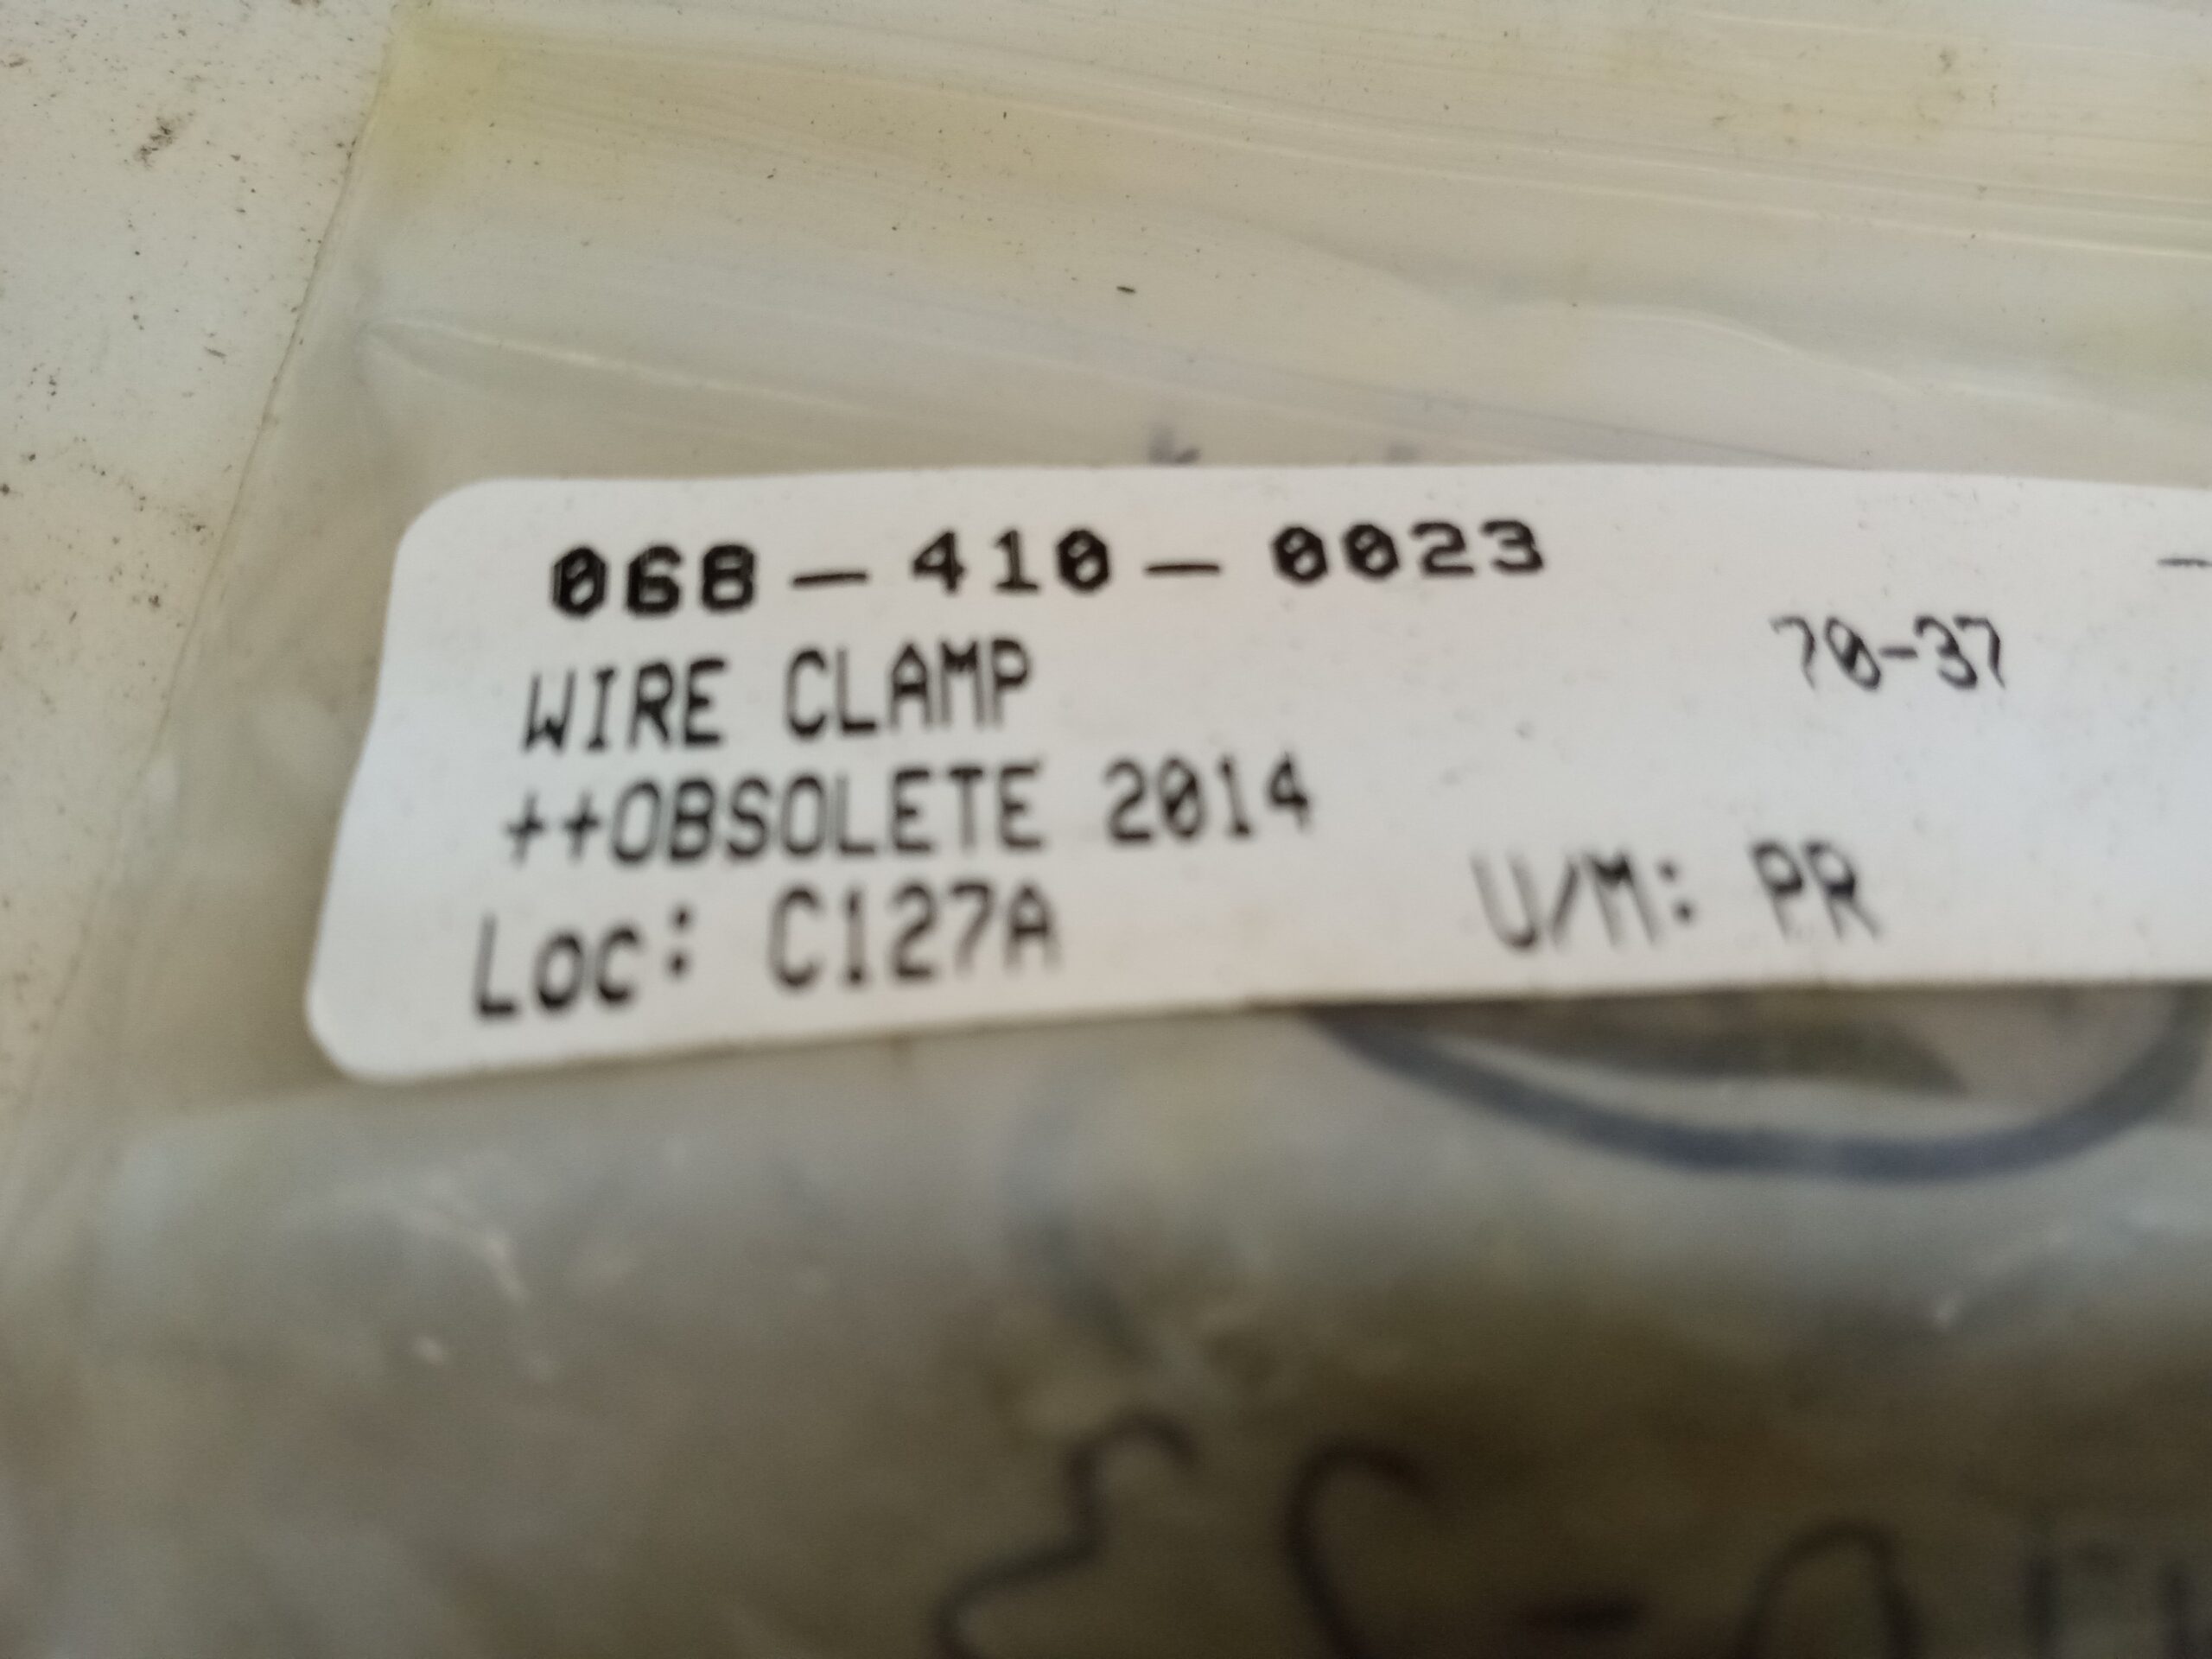 068-410-0023
70-37
WIRE CLAMP
++OBSOLETE 2014
Loc: C127A U/M: PR